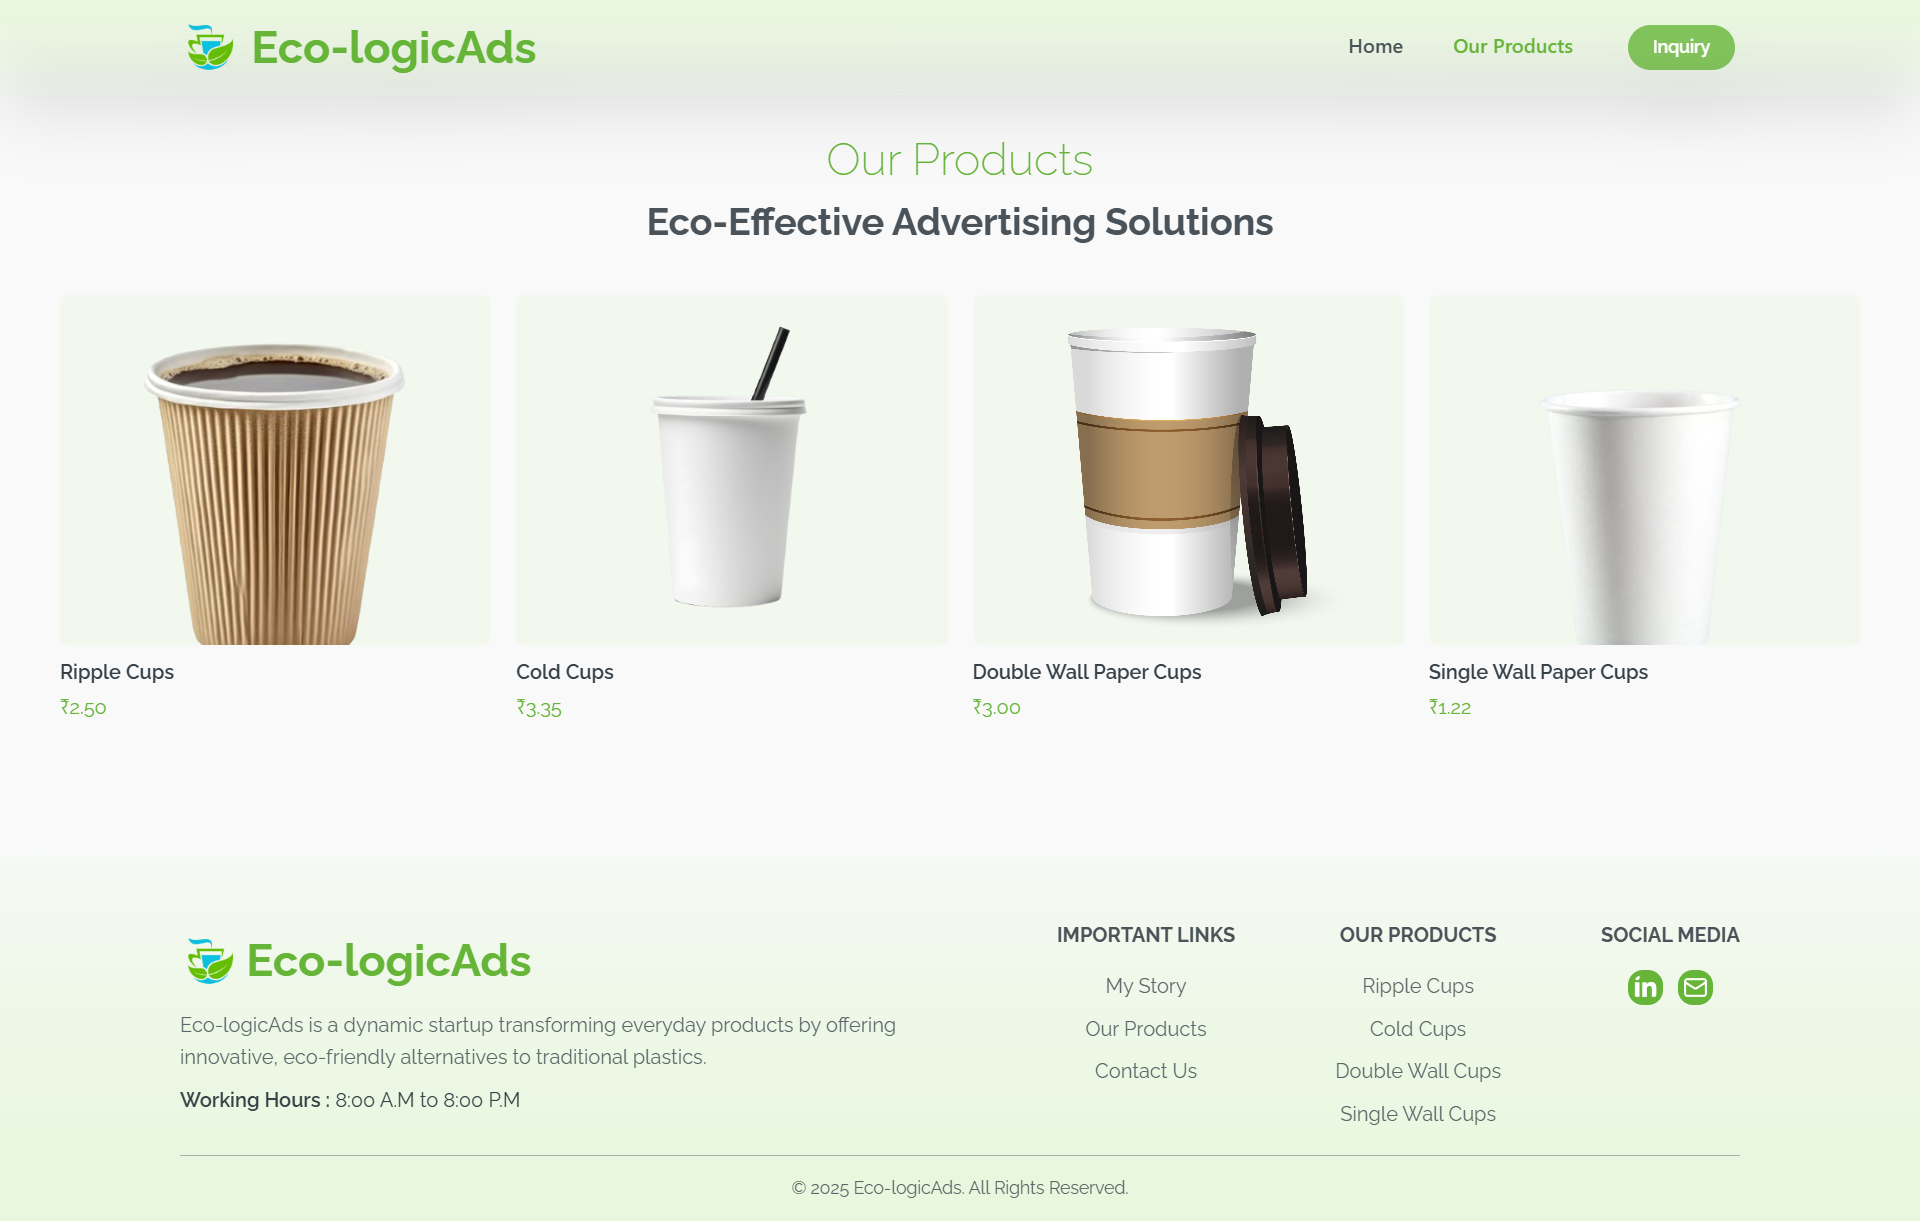 Eco-logicAds
Home
Our Products
Inquiry
Our Products
Eco-Effective Advertising Solutions
Ripple Cups
₹2.50
Cold Cups
₹3.35
Double Wall Paper Cups
₹3.00
Single Wall Paper Cups
₹1.22
Eco-logicAds
Eco-logicAds is a dynamic startup transforming everyday products by offering
innovative, eco-friendly alternatives to traditional plastics.
Working Hours : 8:00 A.M to 8:00 P.M
IMPORTANT LINKS
My Story
Our Products
Contact Us
OUR PRODUCTS
Ripple Cups
Cold Cups
Double Wall Cups
Single Wall Cups
SOCIAL MEDIA
in
© 2025 Eco-logicAds. All Rights Reserved.